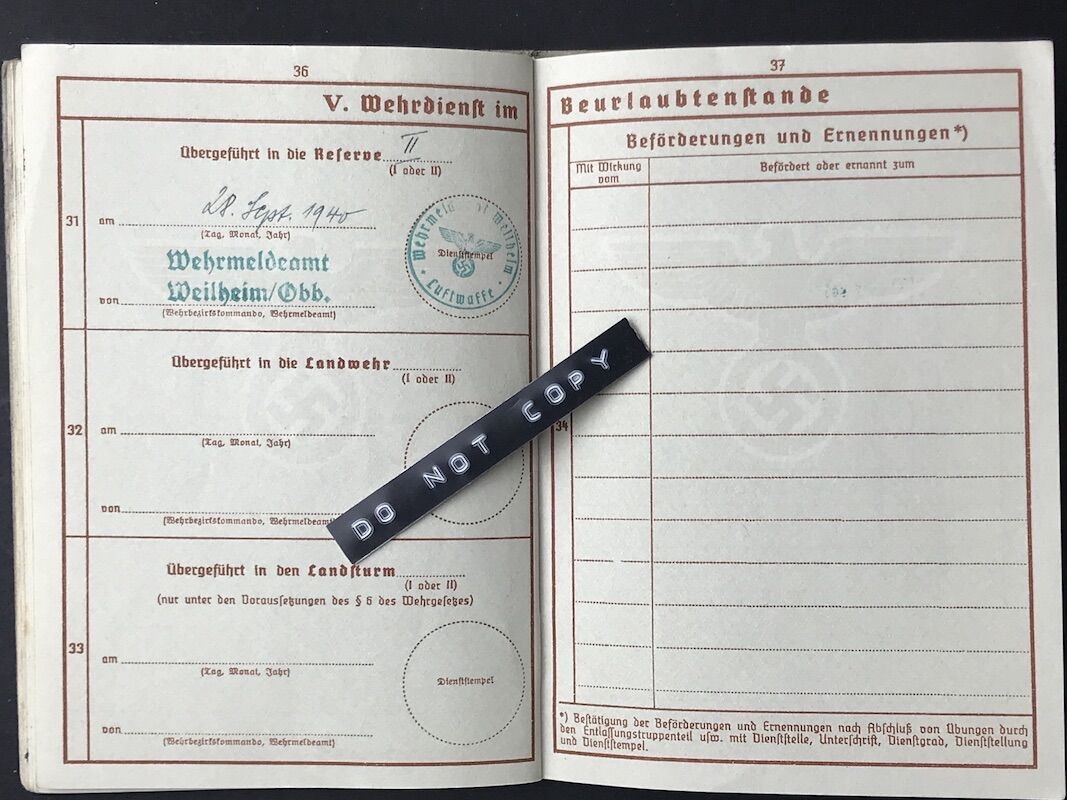 36
V. Wehrdienst im
Übergeführt in die Reserve II
(I oder II)
31
am 28. Sept. 1940
(Tag, Monat, Jahr)
Wehrmeldeamt
Weilheim/Obb.
von
(Wehrbezirkskommando, Wehrmeldeamt)
Weilheim
Dienststempel
Luftwaffe
Übergeführt in die Landwehr
(I oder II)
32
am
(Tag, Monat, Jahr)
von
(Wehrbezirkskommando, Wehrmeldeamt)
Übergeführt in den Landsturm
(I oder II)
(nur unter den Voraussetzungen des § 6 des Wehrgesetzes)
33
am
(Tag, Monat, Jahr)
Dienststempel
von
(Wehrbezirkskommando, Wehrmeldeamt)
DO NOT COPY
37
Beurlaubtenstande
Beförderungen und Ernennungen*)
Mit Wirkung
vom
Befördert oder ernannt zum
34
*) Bestätigung der Beförderungen und Ernennungen nach Abschluß von Übungen durch
den Entlassungstruppenteil usw. mit Dienststelle, Unterschrift, Dienstgrad, Dienststellung
und Dienststempel.